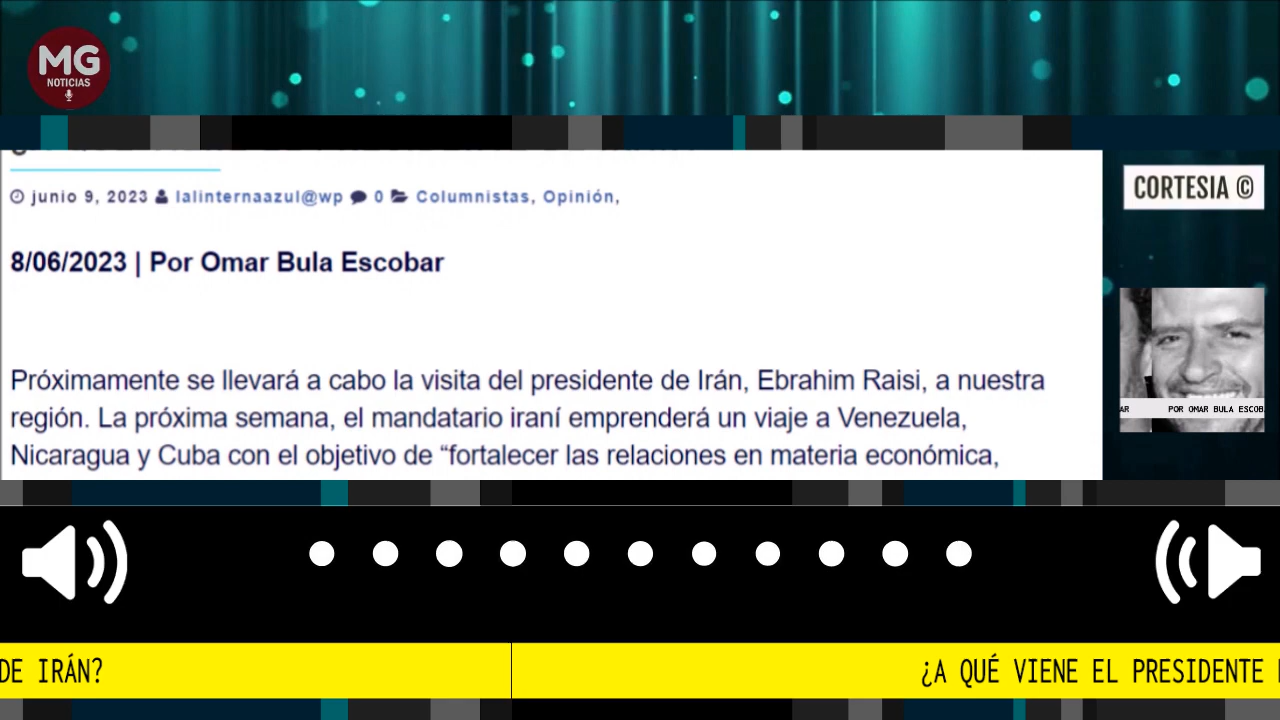 MG
NOTICIAS
junio 9, 2023 lalinternaazul@wp 0 Columnistas, Opinión,
CORTESIA ©
8/06/2023 | Por Omar Bula Escobar
Próximamente se llevará a cabo la visita del presidente de Irán, Ebrahim Raisi, a nuestra
región. La próxima semana, el mandatario iraní emprenderá un viaje a Venezuela,
Nicaragua y Cuba con el objetivo de “fortalecer las relaciones en materia económica,
AR POR OMAR BULA ESCOB
DE IRÁN? ¿A QUÉ VIENE EL PRESIDENTE